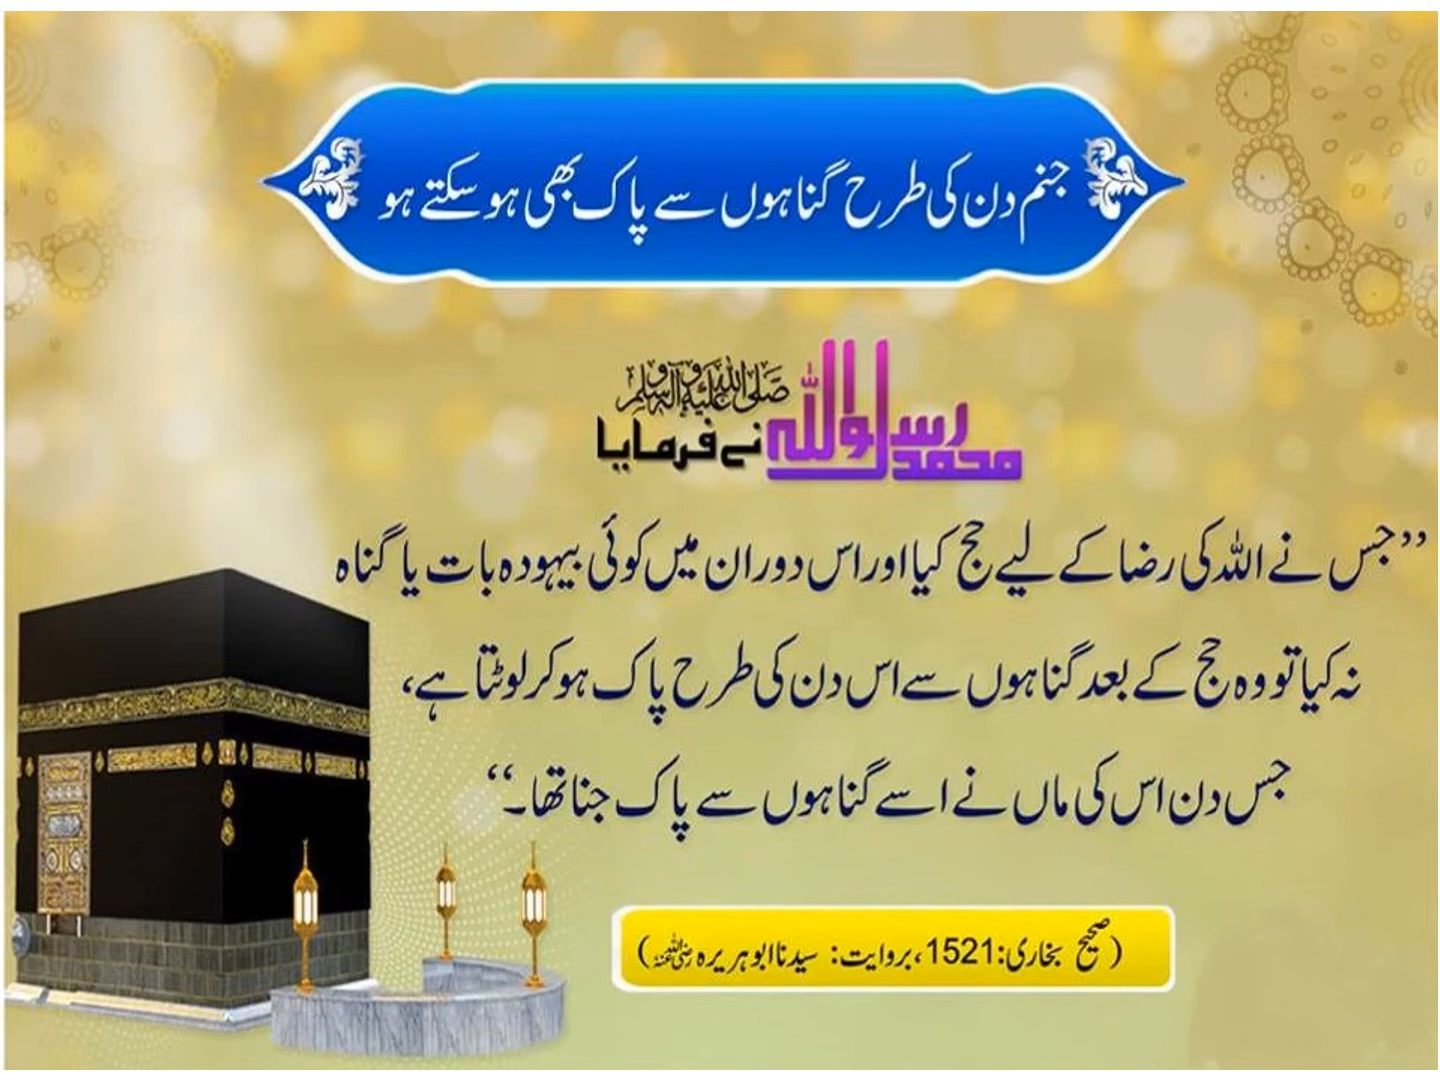 جنم دن کی طرح گناہوں سے پاک بھی ہو سکتے ہو
محمد رسول اللہ صلی اللہ علیہ وآلہ وسلم نے فرمایا
’’جس نے اللہ کی رضا کے لیے حج کیا اور اس دوران میں کوئی بیہودہ بات یا گناہ
نہ کیا تو وہ حج کے بعد گناہوں سے اس دن کی طرح پاک ہو کر لوٹتا ہے،
جس دن اس کی ماں نے اسے گناہوں سے پاک جنا تھا۔‘‘
(صحیح بخاری: 1521، بروایت: سیدنا ابو ہریرہ رضی اللہ عنہ)